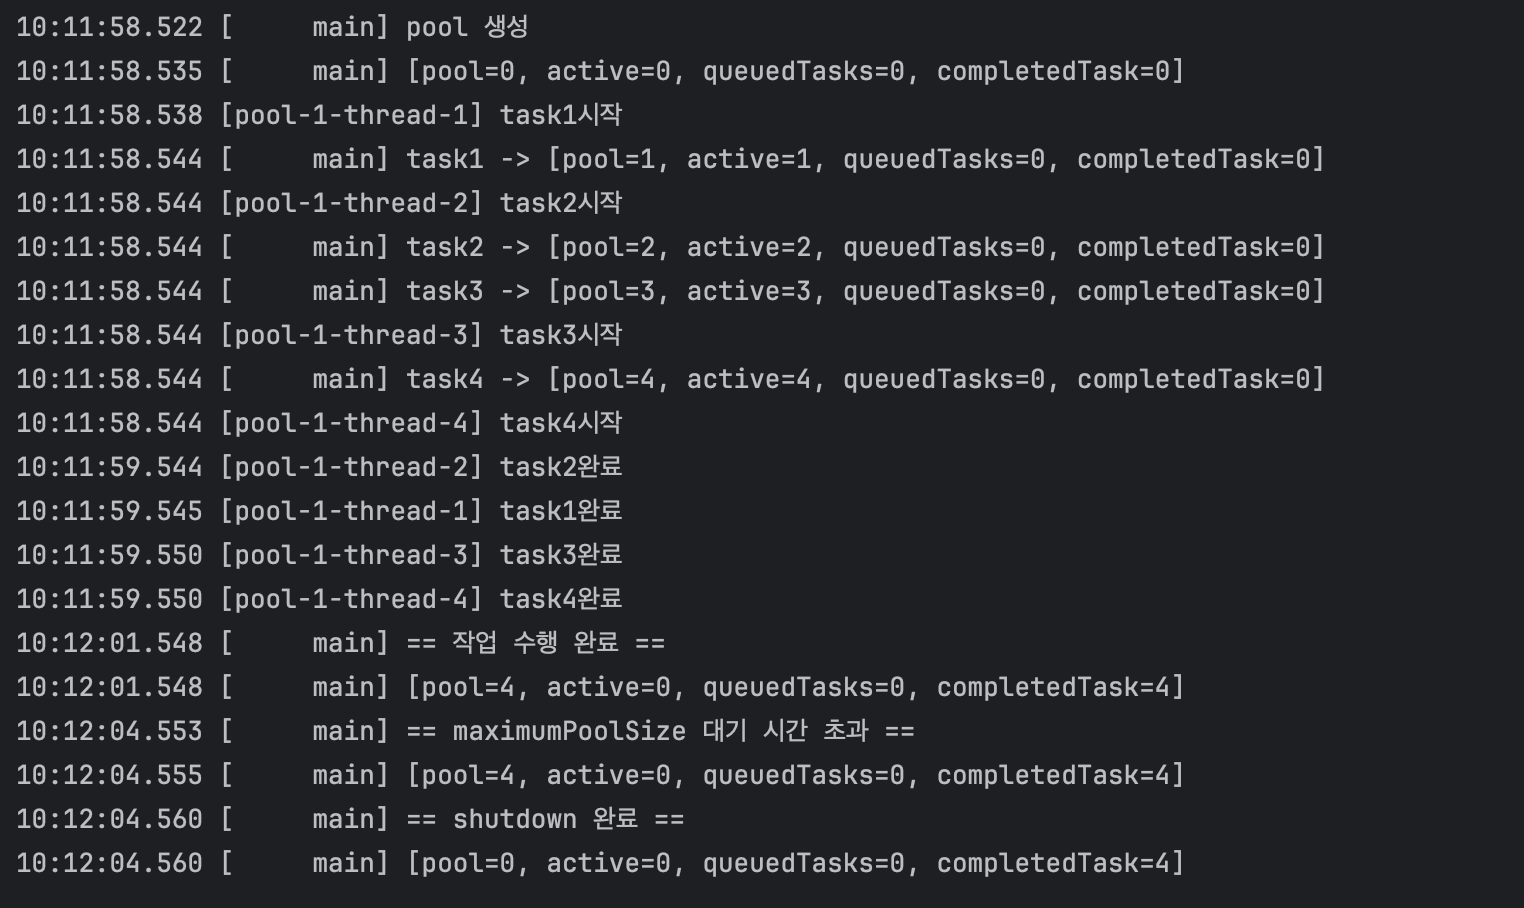 10:11:58.522 [     main] pool 생성
10:11:58.535 [     main] [pool=0, active=0, queuedTasks=0, completedTask=0]
10:11:58.538 [pool-1-thread-1] task1시작
10:11:58.544 [     main] task1 -> [pool=1, active=1, queuedTasks=0, completedTask=0]
10:11:58.544 [pool-1-thread-2] task2시작
10:11:58.544 [     main] task2 -> [pool=2, active=2, queuedTasks=0, completedTask=0]
10:11:58.544 [     main] task3 -> [pool=3, active=3, queuedTasks=0, completedTask=0]
10:11:58.544 [pool-1-thread-3] task3시작
10:11:58.544 [     main] task4 -> [pool=4, active=4, queuedTasks=0, completedTask=0]
10:11:58.544 [pool-1-thread-4] task4시작
10:11:59.544 [pool-1-thread-2] task2완료
10:11:59.545 [pool-1-thread-1] task1완료
10:11:59.550 [pool-1-thread-3] task3완료
10:11:59.550 [pool-1-thread-4] task4완료
10:12:01.548 [     main] == 작업 수행 완료 ==
10:12:01.548 [     main] [pool=4, active=0, queuedTasks=0, completedTask=4]
10:12:04.553 [     main] == maximumPoolSize 대기 시간 초과 ==
10:12:04.555 [     main] [pool=4, active=0, queuedTasks=0, completedTask=4]
10:12:04.560 [     main] == shutdown 완료 ==
10:12:04.560 [     main] [pool=0, active=0, queuedTasks=0, completedTask=4]